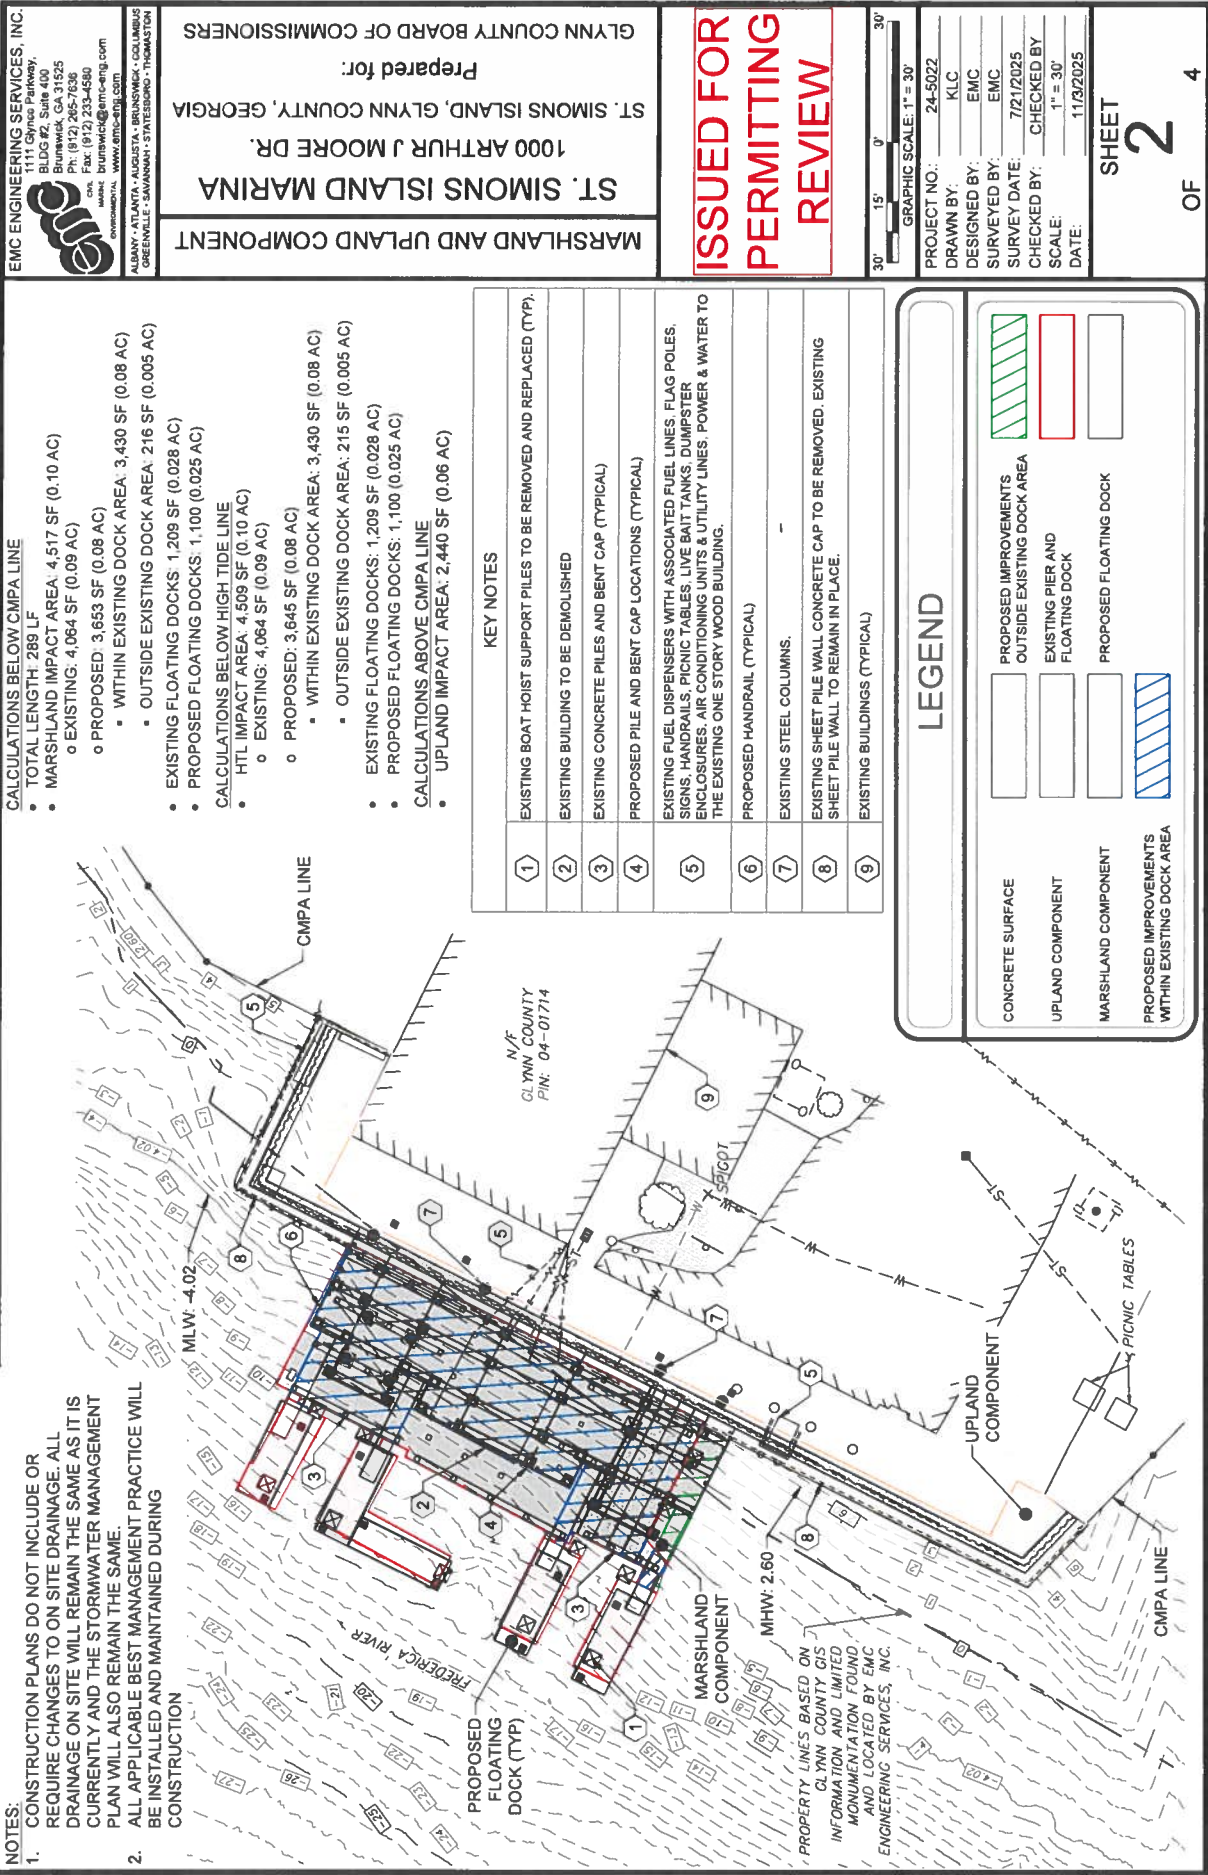 NOTES:
1. CONSTRUCTION PLANS DO NOT INCLUDE OR
REQUIRE CHANGES TO ON SITE DRAINAGE. ALL
DRAINAGE ON SITE WILL REMAIN THE SAME AS IT IS
CURRENTLY AND THE STORMWATER MANAGEMENT
PLAN WILL ALSO REMAIN THE SAME.
2. ALL APPLICABLE BEST MANAGEMENT PRACTICE WILL
BE INSTALLED AND MAINTAINED DURING
CONSTRUCTION
CALCULATIONS BELOW CMPA LINE
• TOTAL LENGTH: 289 LF
• MARSHLAND IMPACT AREA: 4,517 SF (0.10 AC)
o EXISTING: 4,064 SF (0.09 AC)
o PROPOSED: 3,653 SF (0.08 AC)
▪ WITHIN EXISTING DOCK AREA: 3,430 SF (0.08 AC)
▪ OUTSIDE EXISTING DOCK AREA: 216 SF (0.005 AC)
• EXISTING FLOATING DOCKS: 1,209 SF (0.028 AC)
• PROPOSED FLOATING DOCKS: 1,100 (0.025 AC)
CALCULATIONS BELOW HIGH TIDE LINE
• HTL IMPACT AREA: 4,509 SF (0.10 AC)
o EXISTING: 4,064 SF (0.09 AC)
o PROPOSED: 3,645 SF (0.08 AC)
▪ WITHIN EXISTING DOCK AREA: 3,430 SF (0.08 AC)
▪ OUTSIDE EXISTING DOCK AREA: 215 SF (0.005 AC)
• EXISTING FLOATING DOCKS: 1,209 SF (0.028 AC)
• PROPOSED FLOATING DOCKS: 1,100 (0.025 AC)
CALCULATIONS ABOVE CMPA LINE
• UPLAND IMPACT AREA: 2,440 SF (0.06 AC)
KEY NOTES
1 EXISTING BOAT HOIST SUPPORT PILES TO BE REMOVED AND REPLACED (TYP).
2 EXISTING BUILDING TO BE DEMOLISHED
3 EXISTING CONCRETE PILES AND BENT CAP (TYPICAL)
4 PROPOSED PILE AND BENT CAP LOCATIONS (TYPICAL)
5 EXISTING FUEL DISPENSERS WITH ASSOCIATED FUEL LINES, FLAG POLES,
SIGNS, HANDRAILS, PICNIC TABLES, LIVE BAIT TANKS, DUMPSTER
ENCLOSURES, AIR CONDITIONING UNITS & UTILITY LINES, POWER & WATER TO
THE EXISTING ONE STORY WOOD BUILDING.
6 PROPOSED HANDRAIL (TYPICAL)
7 EXISTING STEEL COLUMNS.
8 EXISTING SHEET PILE WALL CONCRETE CAP TO BE REMOVED. EXISTING
SHEET PILE WALL TO REMAIN IN PLACE.
9 EXISTING BUILDINGS (TYPICAL)
LEGEND
CONCRETE SURFACE
UPLAND COMPONENT
MARSHLAND COMPONENT
PROPOSED IMPROVEMENTS
WITHIN EXISTING DOCK AREA
PROPOSED IMPROVEMENTS
OUTSIDE EXISTING DOCK AREA
EXISTING PIER AND
FLOATING DOCK
PROPOSED FLOATING DOCK
CMPA LINE
MLW: -4.02
N/F
GLYNN COUNTY
PIN: 04-01714
SPIGOT
PICNIC TABLES
UPLAND
COMPONENT
CMPA LINE
MHW: 2.60
MARSHLAND
COMPONENT
FREDERICA RIVER
PROPOSED
FLOATING
DOCK (TYP)
PROPERTY LINES BASED ON
GLYNN COUNTY GIS
INFORMATION AND LIMITED
MONUMENTATION FOUND
AND LOCATED BY EMC
ENGINEERING SERVICES, INC.
EMC ENGINEERING SERVICES, INC.
1111 Glynco Parkway,
BLDG #2, Suite 400
Brunswick, GA 31525
Ph: (912) 265-7636
Fax: (912) 233-4580
brunswick@emc-eng.com
www.emc-eng.com
emc
CIVIL
MARINE
ENVIRONMENTAL
ALBANY • ATLANTA • AUGUSTA • BRUNSWICK • COLUMBUS
GREENVILLE • SAVANNAH • STATESBORO • THOMASTON
MARSHLAND AND UPLAND COMPONENT
ST. SIMONS ISLAND MARINA
1000 ARTHUR J MOORE DR.
ST. SIMONS ISLAND, GLYNN COUNTY, GEORGIA
Prepared for:
GLYNN COUNTY BOARD OF COMMISSIONERS
ISSUED FOR
PERMITTING
REVIEW
30' 15' 0' 30'
GRAPHIC SCALE: 1" = 30'
PROJECT NO.: 24-5022
DRAWN BY: KLC
DESIGNED BY: EMC
SURVEYED BY: EMC
SURVEY DATE: 7/21/2025
CHECKED BY: CHECKED BY
SCALE: 1" = 30'
DATE: 11/3/2025
SHEET
2
OF 4